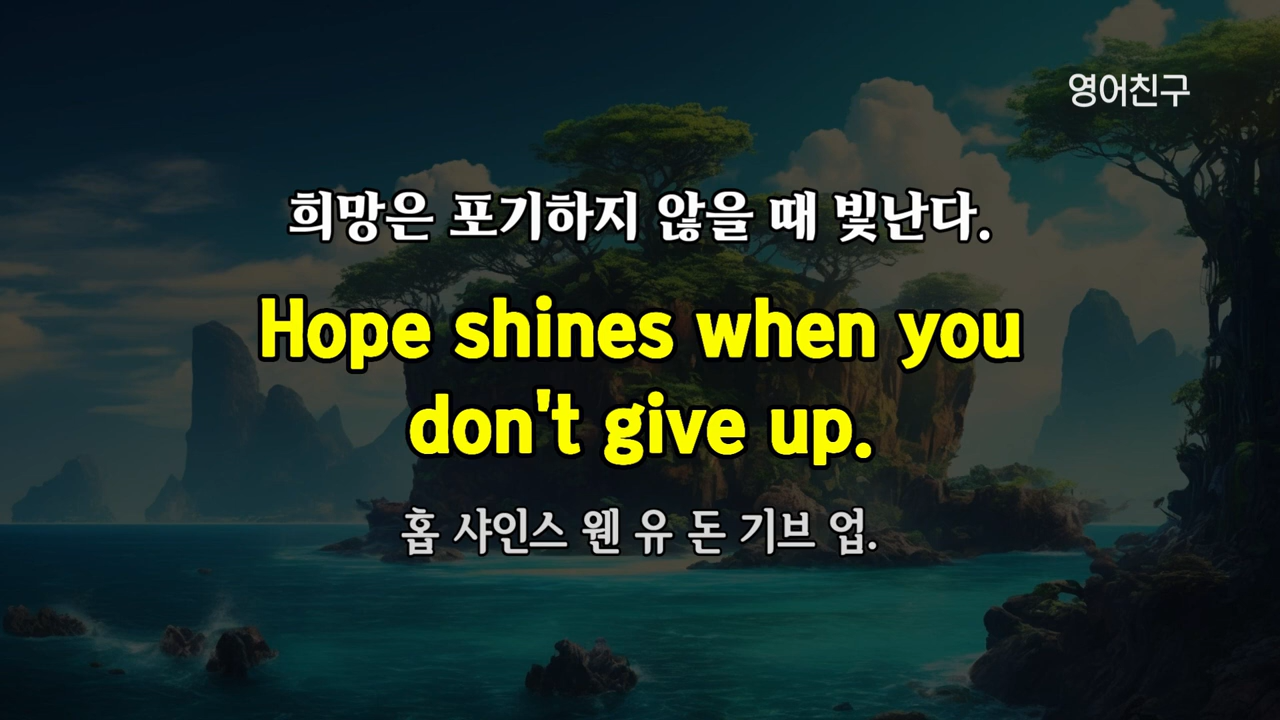 영어친구
희망은 포기하지 않을 때 빛난다.
Hope shines when you
don't give up.
홉 샤인스 웬 유 돈 기브 업.